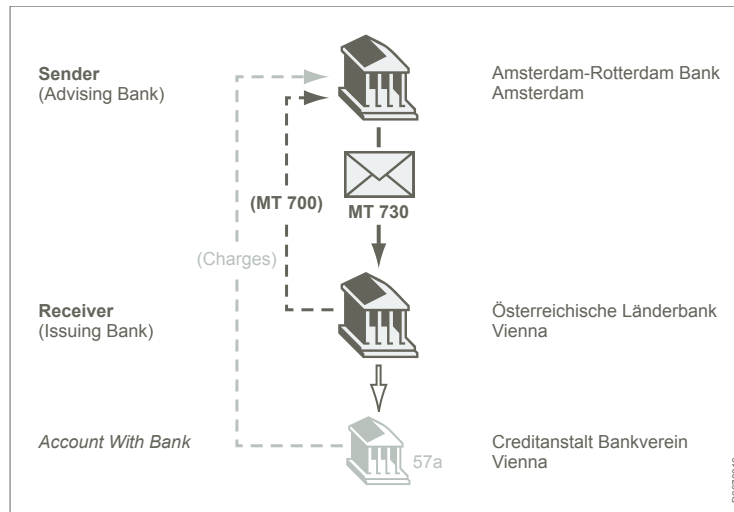 Sender
(Advising Bank)
Amsterdam-Rotterdam Bank
Amsterdam
(MT 700)
MT 730
(Charges)
Receiver
(Issuing Bank)
Österreichische Länderbank
Vienna
Account With Bank
57a
Creditanstalt Bankverein
Vienna